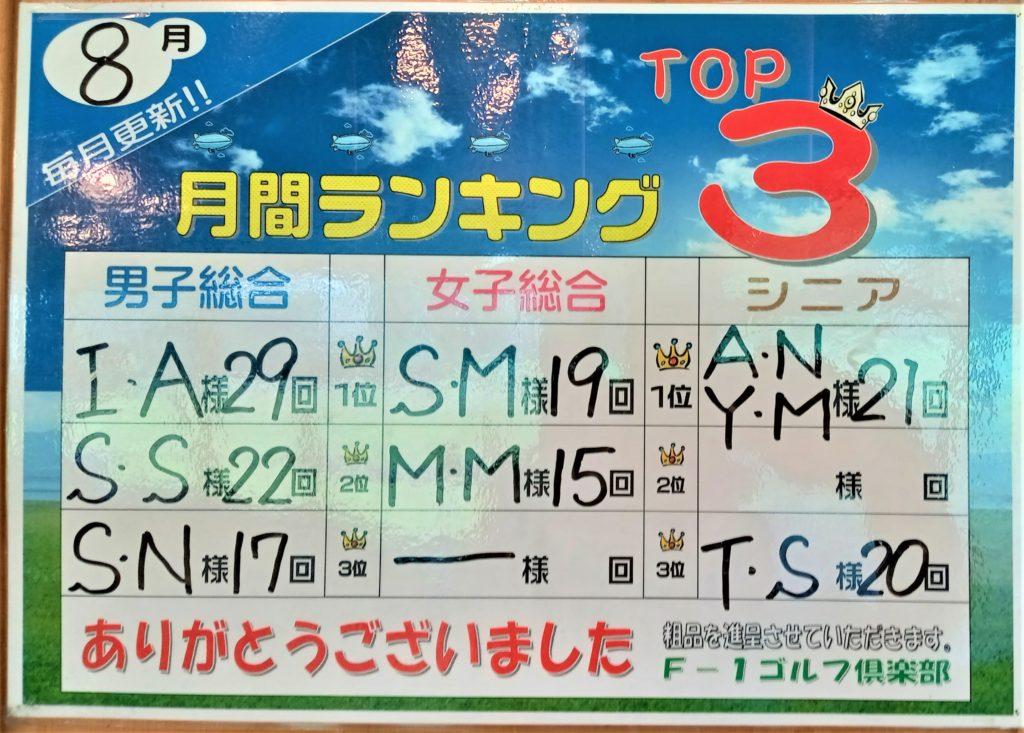 8月
毎月更新!!
TOP
3
月間ランキング
男子総合 女子総合 シニア
I・A様29回 1位 S・M様19回 1位 A・N
Y・M様21回
S・S様22回 2位 M・M様15回 2位 様 回
S・N様17回 3位 ー様 回 3位 T・S様20回
ありがとうございました
粗品を進呈させていただきます。
F-1ゴルフ倶楽部